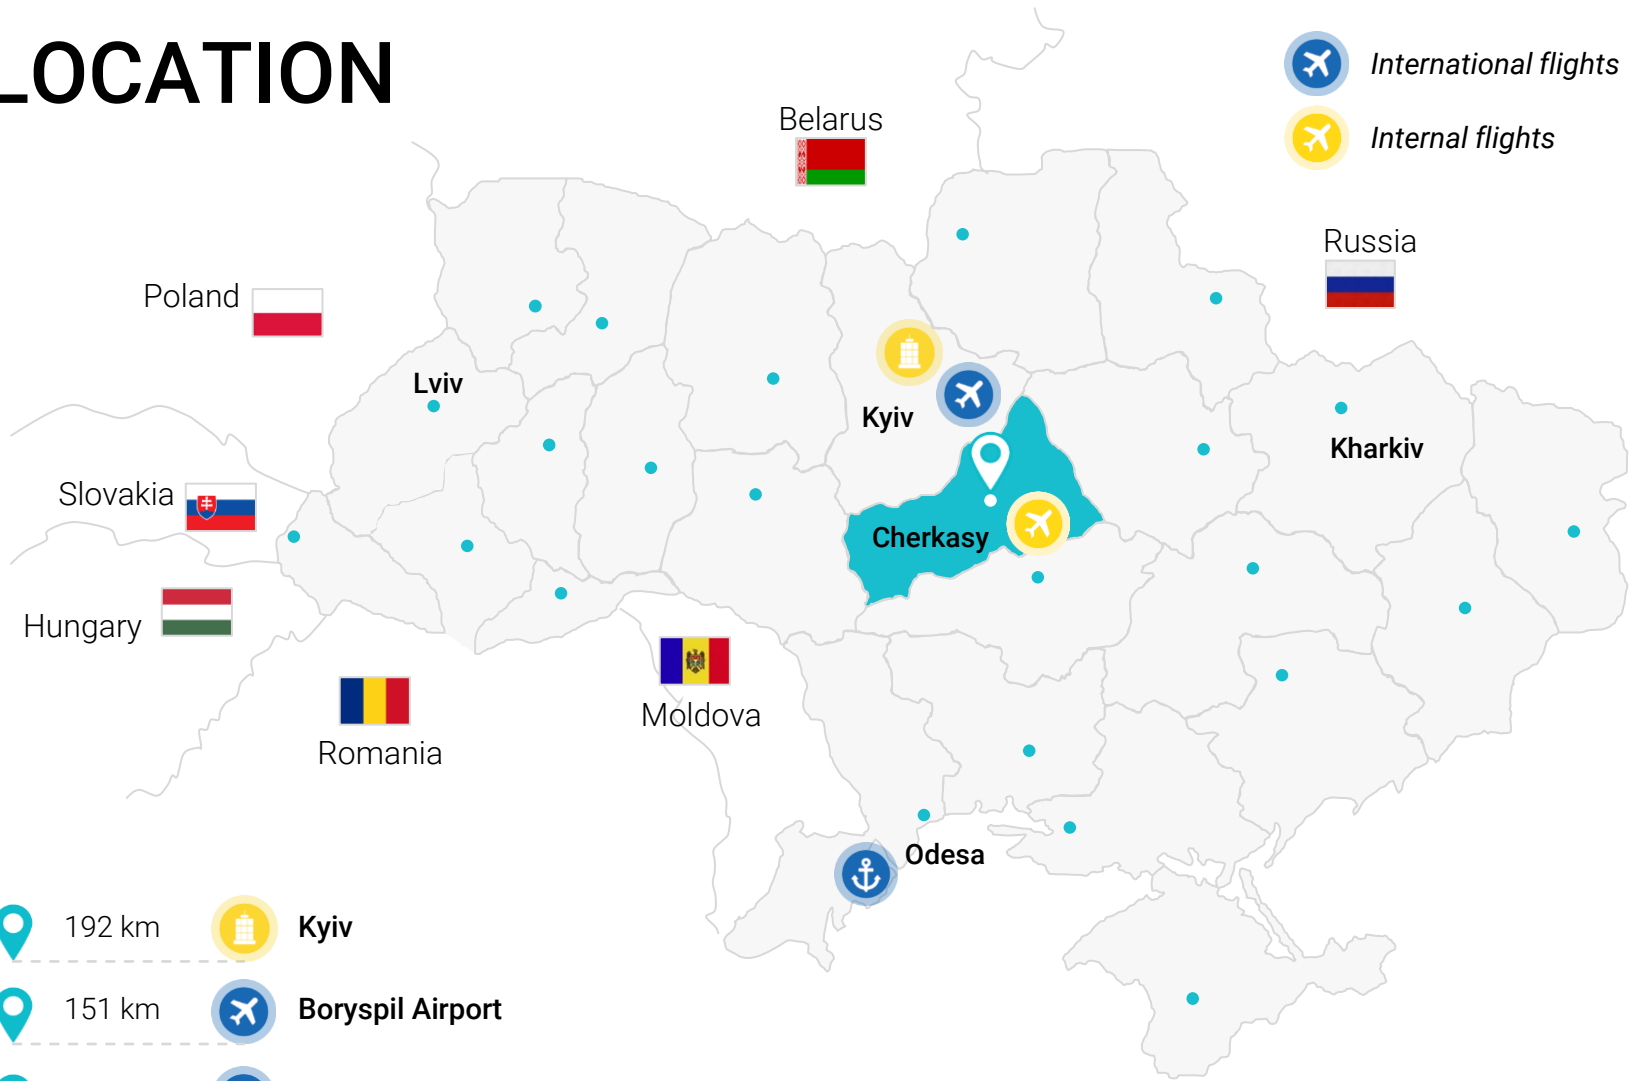 LOCATION
International flights
Internal flights
Belarus
Russia
Poland
Lviv
Kyiv
Kharkiv
Slovakia
Cherkasy
Hungary
Moldova
Romania
Odesa
192 km Kyiv
151 km Boryspil Airport